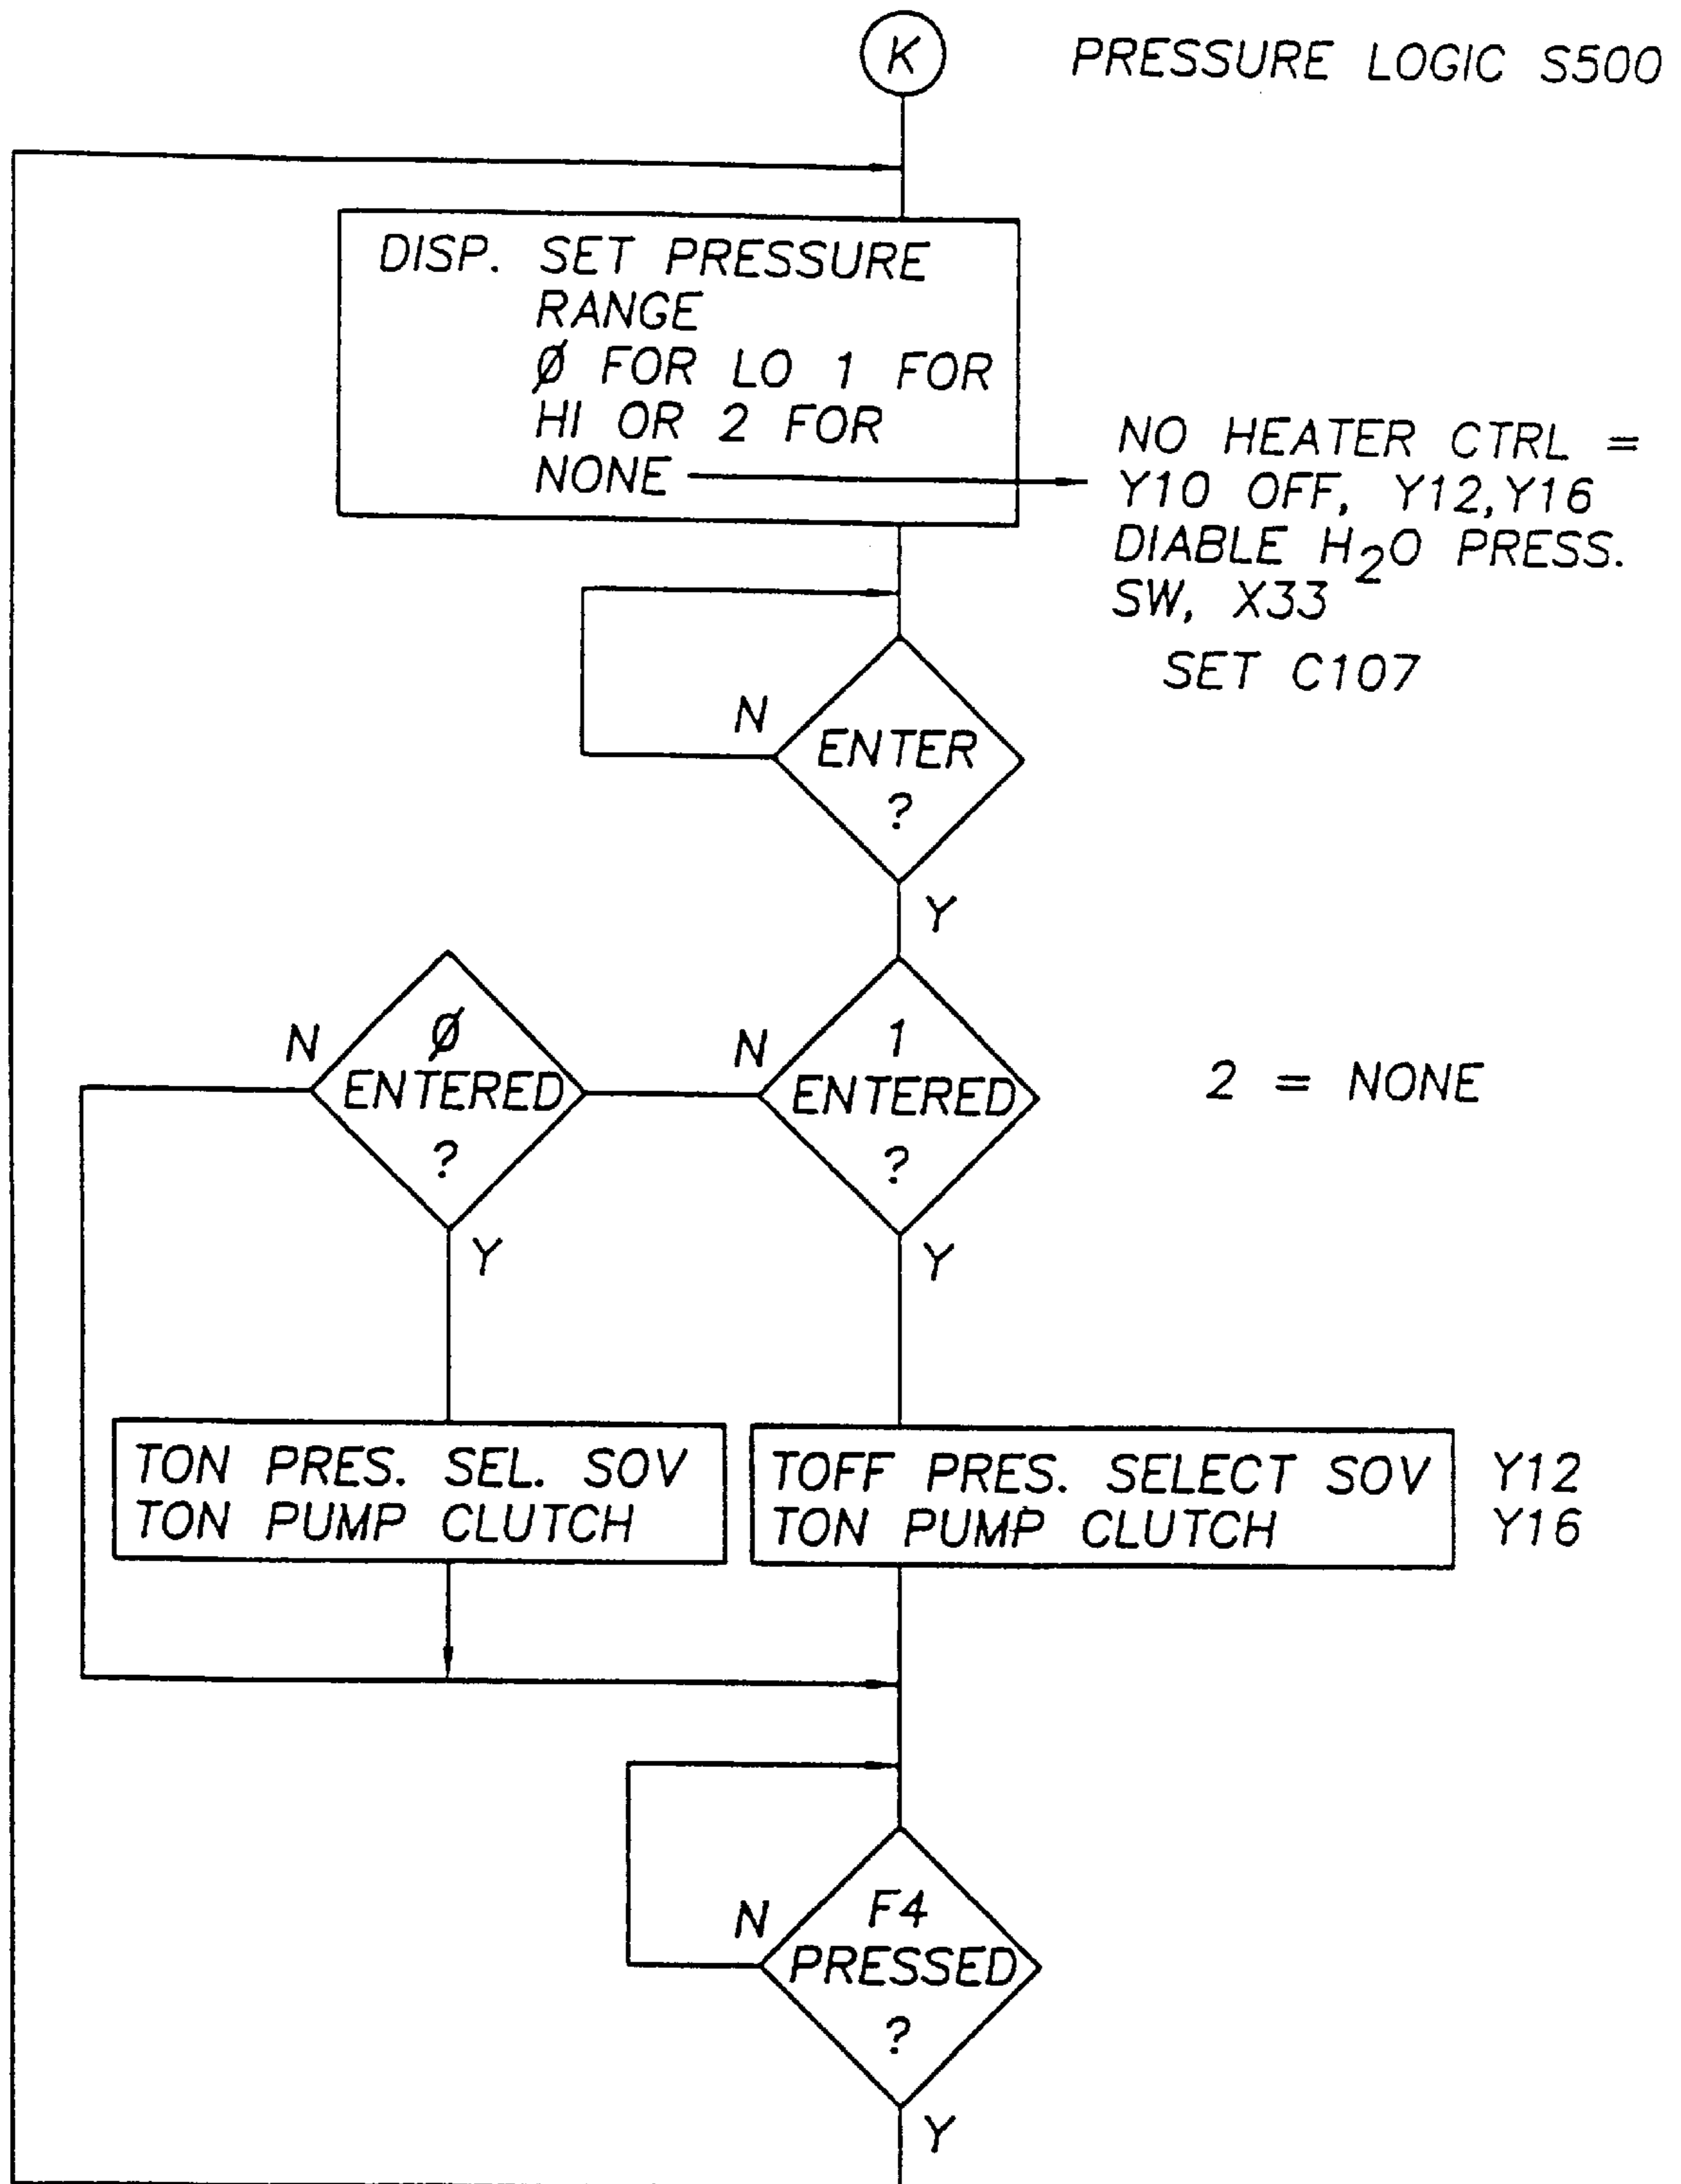 K
PRESSURE LOGIC S500
DISP. SET PRESSURE
RANGE
Ø FOR LO 1 FOR
HI OR 2 FOR
NONE
NO HEATER CTRL =
Y10 OFF, Y12,Y16
DIABLE H₂O PRESS.
SW, X33
SET C107
N
ENTER
?
Y
N
Ø
ENTERED
?
Y
N
1
ENTERED
?
Y
2 = NONE
TON PRES. SEL. SOV
TON PUMP CLUTCH
TOFF PRES. SELECT SOV
TON PUMP CLUTCH
Y12
Y16
N
F4
PRESSED
?
Y